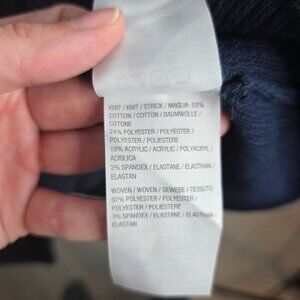 KNIT / KNIT / STRICK / MAGLIA: 55%
COTTON / COTTON / BAUMWOLLE /
COTONE
24% POLYESTER / POLYESTER /
POLYESTER / POLIESTERE
19% ACRYLIC / ACRYLIC / POLYACRYL /
ACRILICA
2% SPANDEX / ELASTANE / ELASTHAN /
ELASTAN
WOVEN / WOVEN / GEWEBE / TESSUTO:
97% POLYESTER / POLYESTER /
POLYESTER / POLIESTERE
3% SPANDEX / ELASTANE / ELASTHAN /
ELASTAN